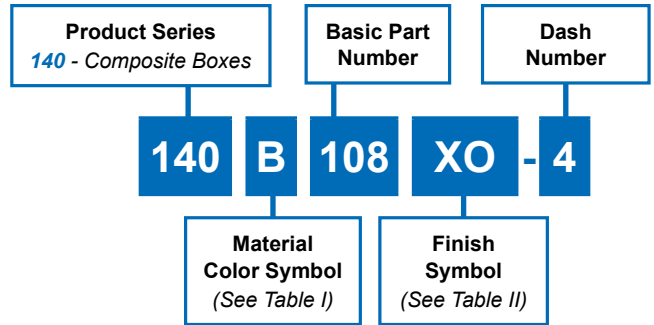 Product Series
140 - Composite Boxes
Basic Part
Number
Dash
Number
140 B 108 XO - 4
Material
Color Symbol
(See Table I)
Finish
Symbol
(See Table II)